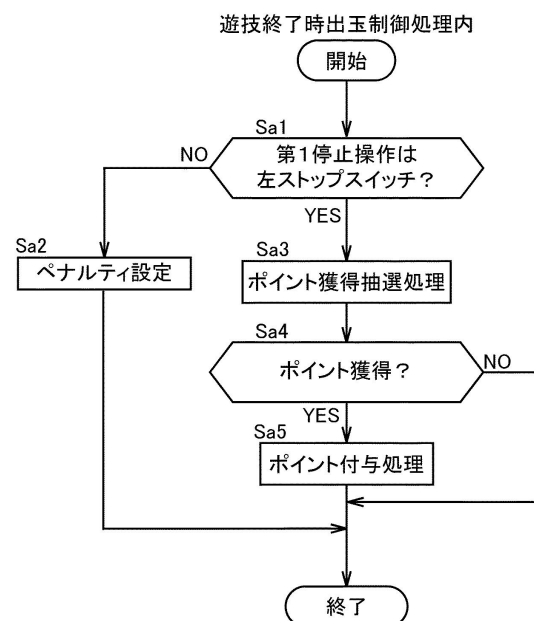 遊技終了時出玉制御処理内
開始
Sa1
第1停止操作は
左ストップスイッチ?
NO
YES
Sa2
ペナルティ設定
Sa3
ポイント獲得抽選処理
Sa4
ポイント獲得?
NO
YES
Sa5
ポイント付与処理
終了